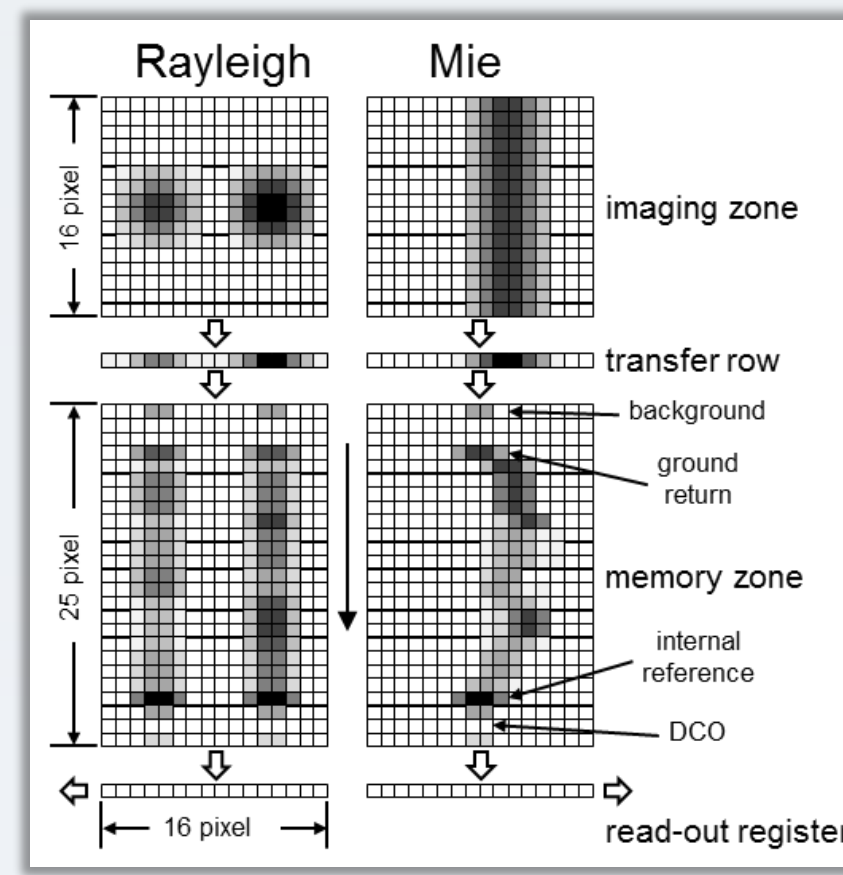 Rayleigh
Mie
16 pixel
imaging zone
transfer row
background
ground
return
25 pixel
memory zone
internal
reference
DCO
16 pixel
read-out register